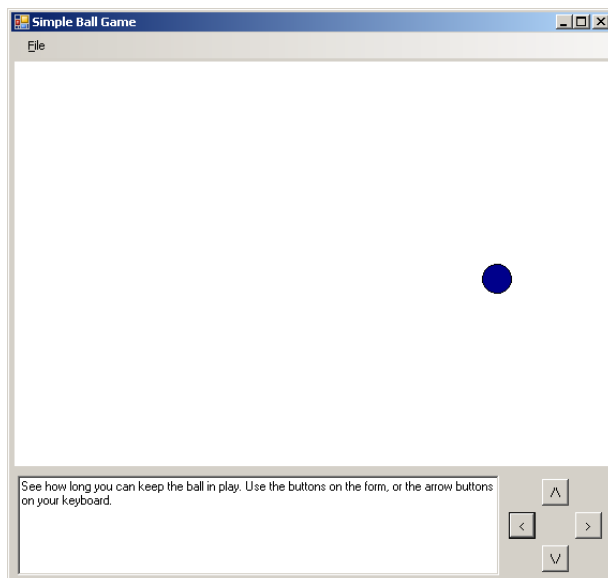 Simple Ball Game
File
See how long you can keep the ball in play. Use the buttons on the form, or the arrow buttons
on your keyboard.
/\
< >
\/